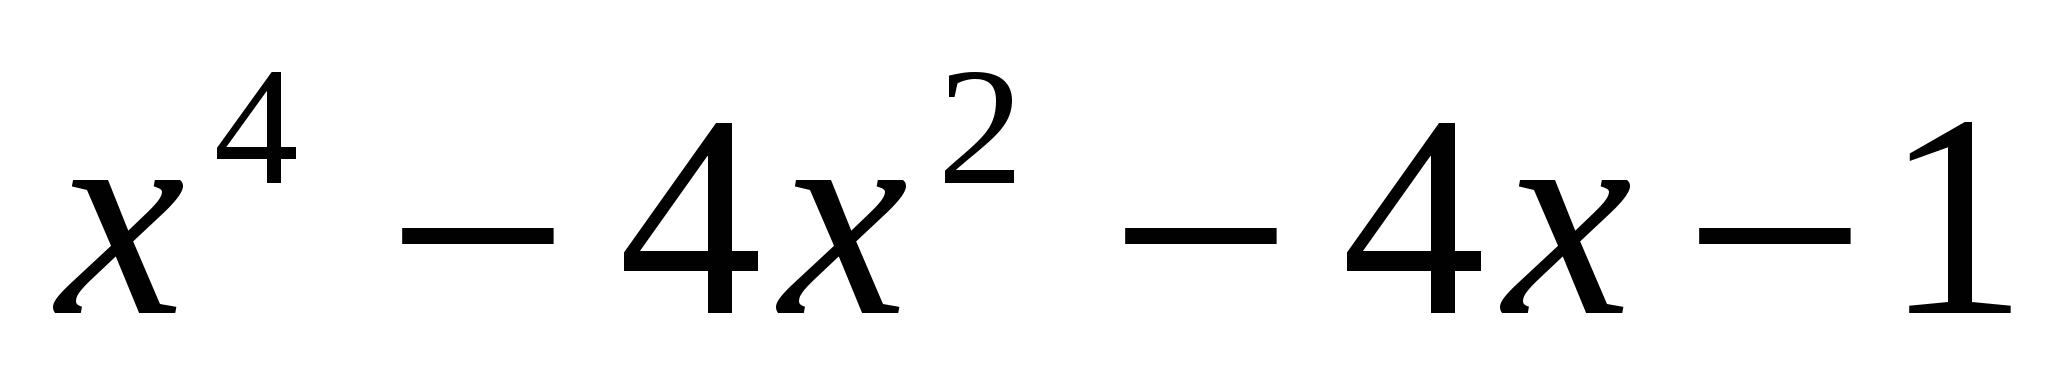 x⁴ − 4x² − 4x − 1